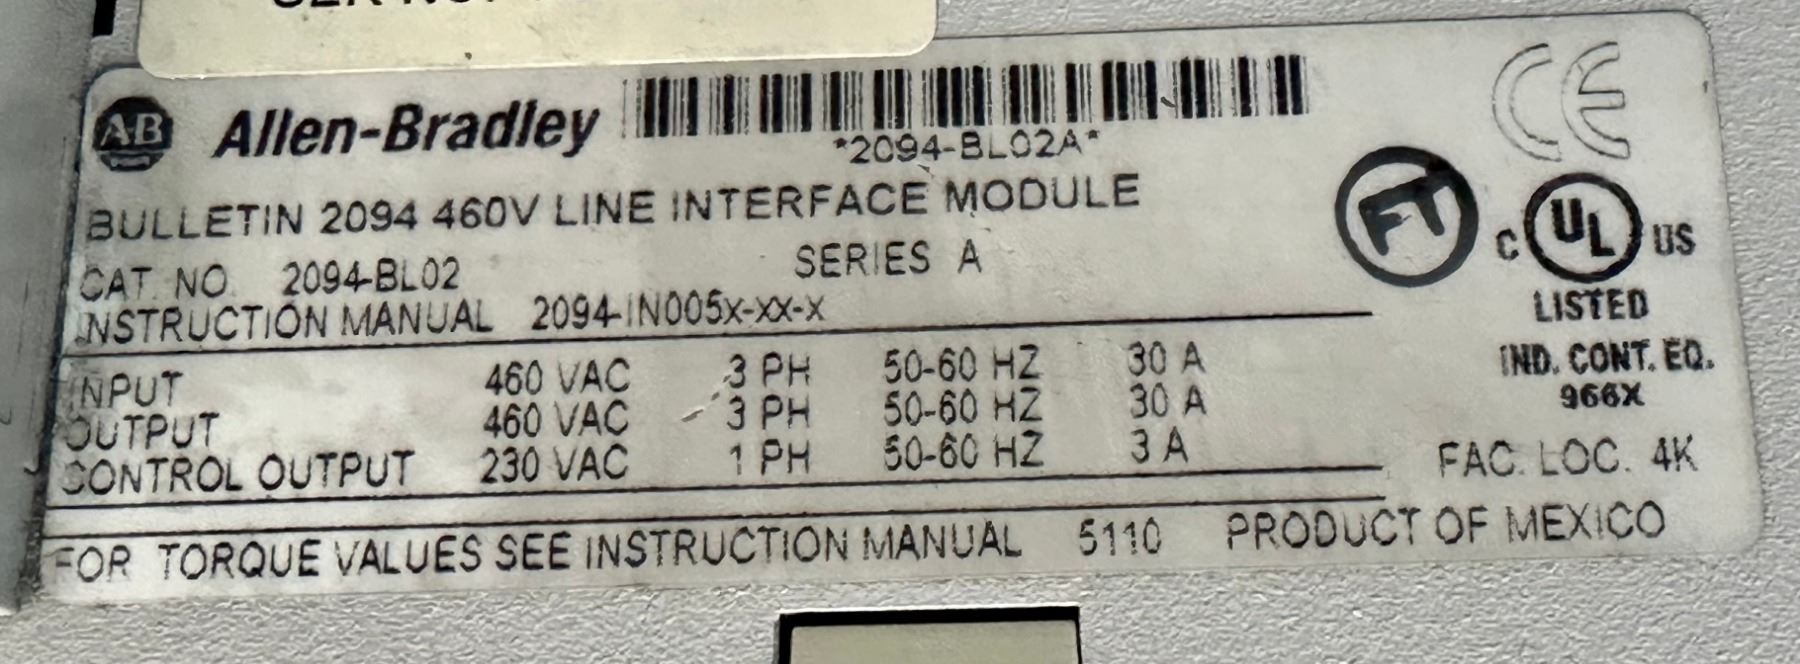 A-B Allen-Bradley
*2094-BL02A*
CE
BULLETIN 2094 460V LINE INTERFACE MODULE
CAT. NO. 2094-BL02 SERIES A
INSTRUCTION MANUAL 2094-IN005X-XX-X
INPUT 460 VAC 3 PH 50-60 HZ 30 A
OUTPUT 460 VAC 3 PH 50-60 HZ 30 A
CONTROL OUTPUT 230 VAC 1 PH 50-60 HZ 3 A
FT
C UL US
LISTED
IND. CONT. EQ.
966X
FAC. LOC. 4K
FOR TORQUE VALUES SEE INSTRUCTION MANUAL 5110 PRODUCT OF MEXICO